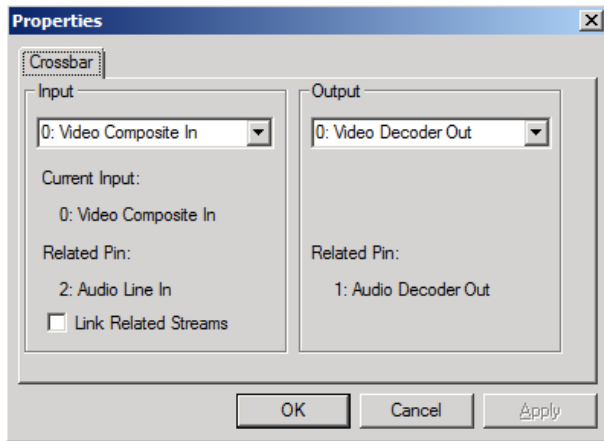 Properties
Crossbar
Input
0: Video Composite In
Current Input:
0: Video Composite In
Related Pin:
2: Audio Line In
Link Related Streams
Output
0: Video Decoder Out
Related Pin:
1: Audio Decoder Out
OK
Cancel
Apply